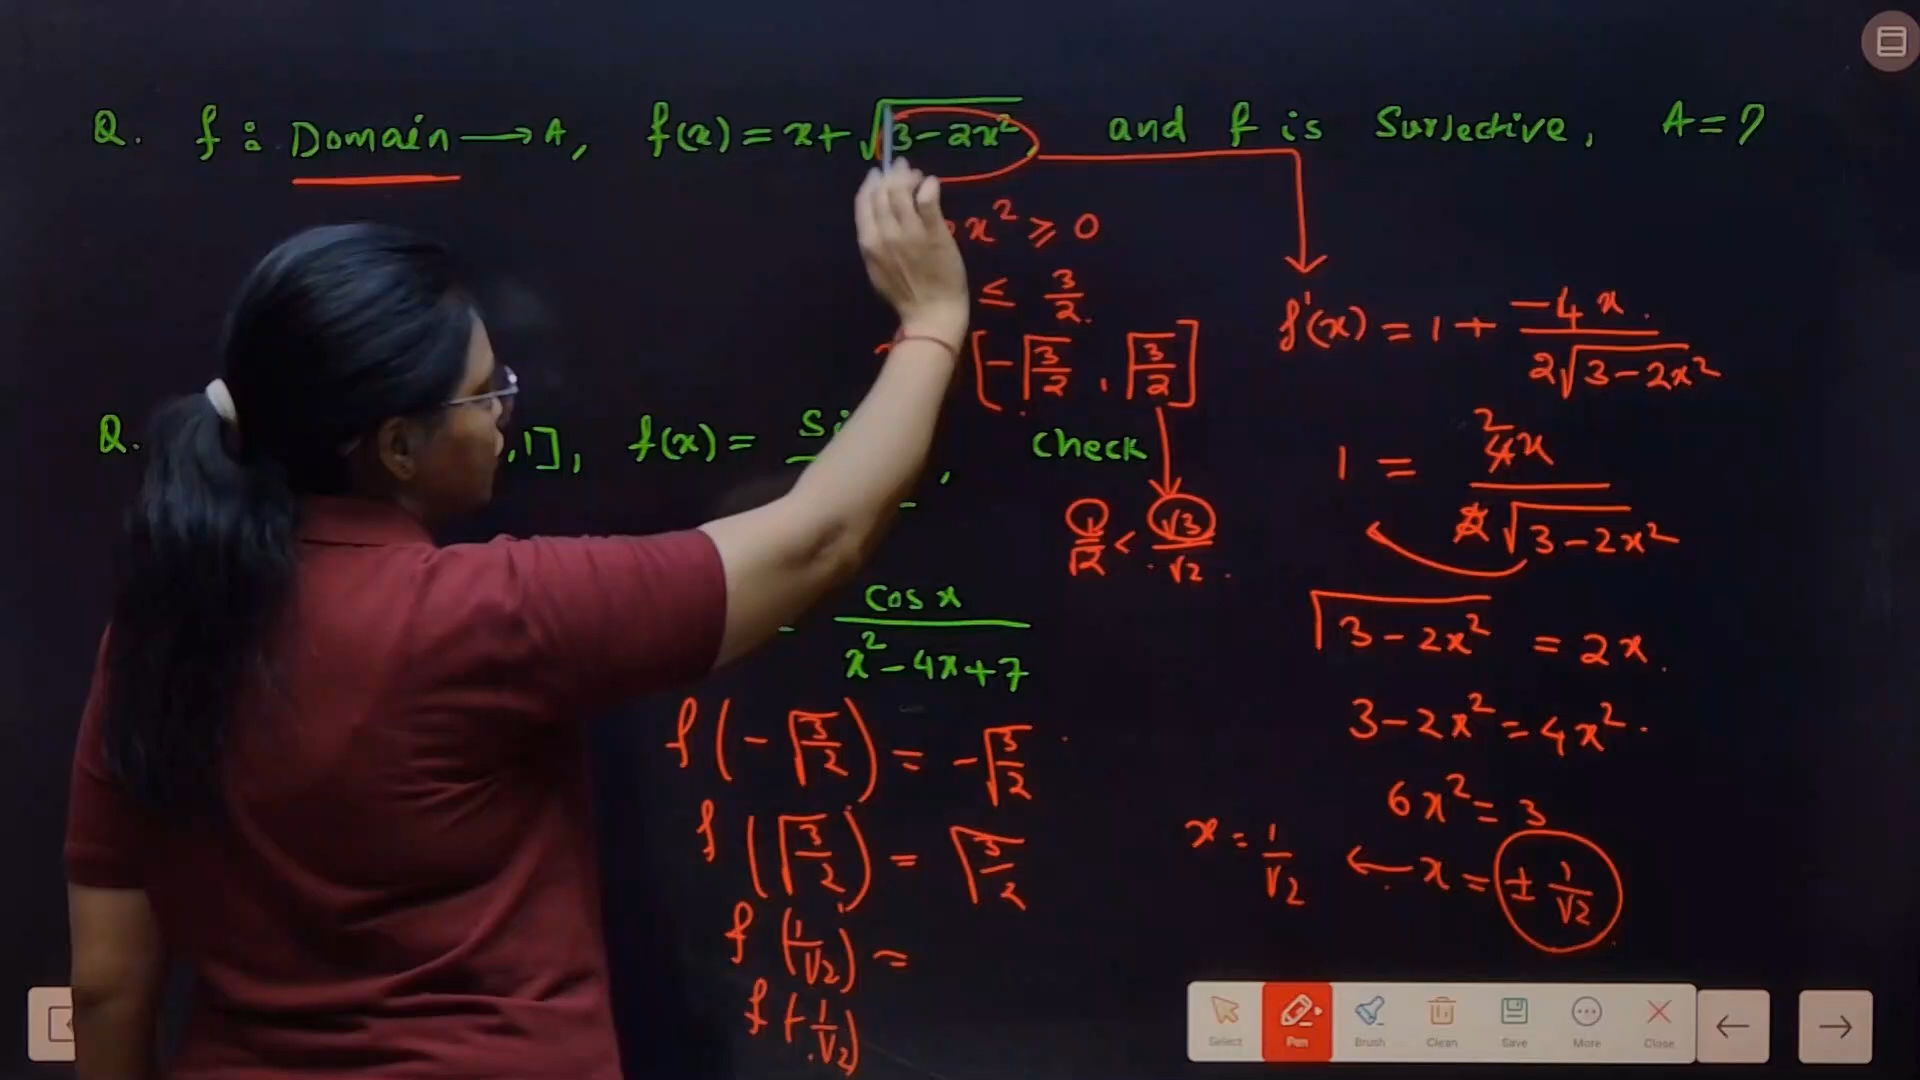 Q. f : Domain → A, f(x) = x + √(3 - 2x²), and f is Surjective, A = ?
x² ≥ 0
≤ 3/2
[-√(3/2), √(3/2)]
f'(x) = 1 + (-4x)/(2√(3-2x²))
Q. ,1], f(x) = , Check
1/√2 < √3/√2
1 = 4x/(2√(3-2x²))
2
cos x/(x² - 4x + 7)
√(3-2x²) = 2x
3-2x² = 4x²
6x² = 3
x = 1/√2 ← x = ± 1/√2
f(-√(3/2)) = -√(3/2)
f(√(3/2)) = √(3/2)
f(1/√2) =
f(-1/√2)
Select Pen Brush Clean Save More Close